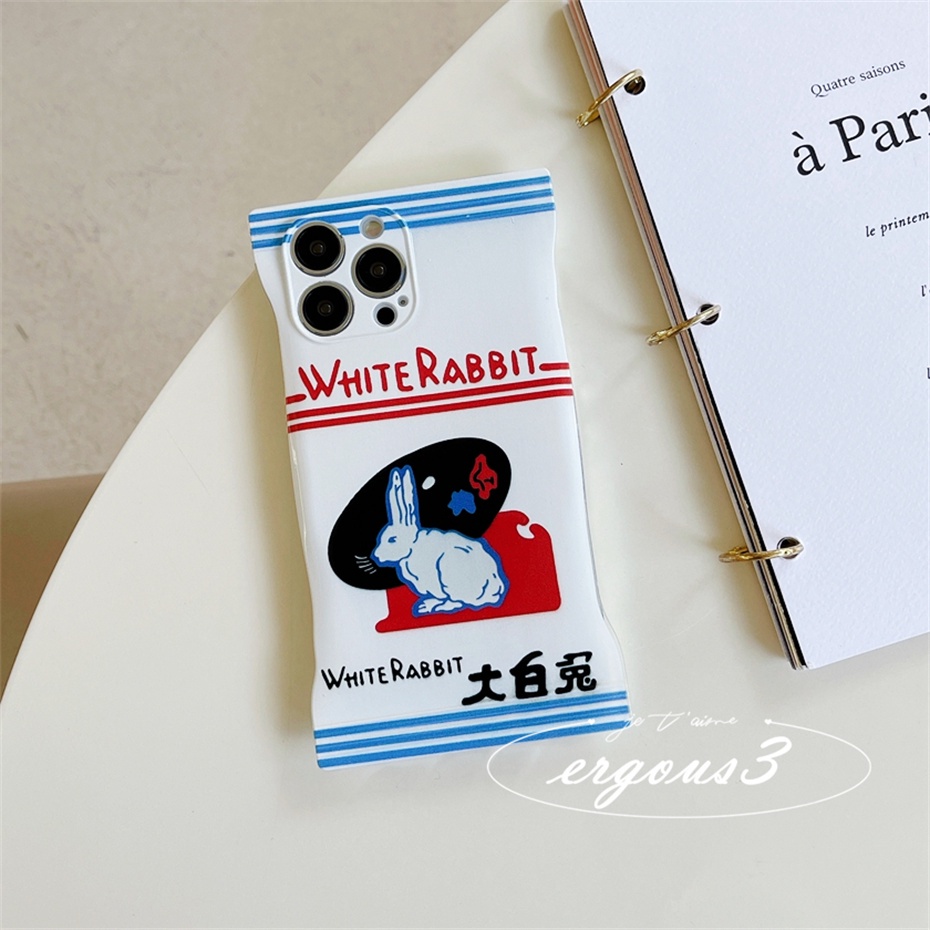 Quatre saisons
à Pari
le printem
l'
WHITE RABBIT
WHITE RABBIT 大白兔
Je t'aime
ergous3